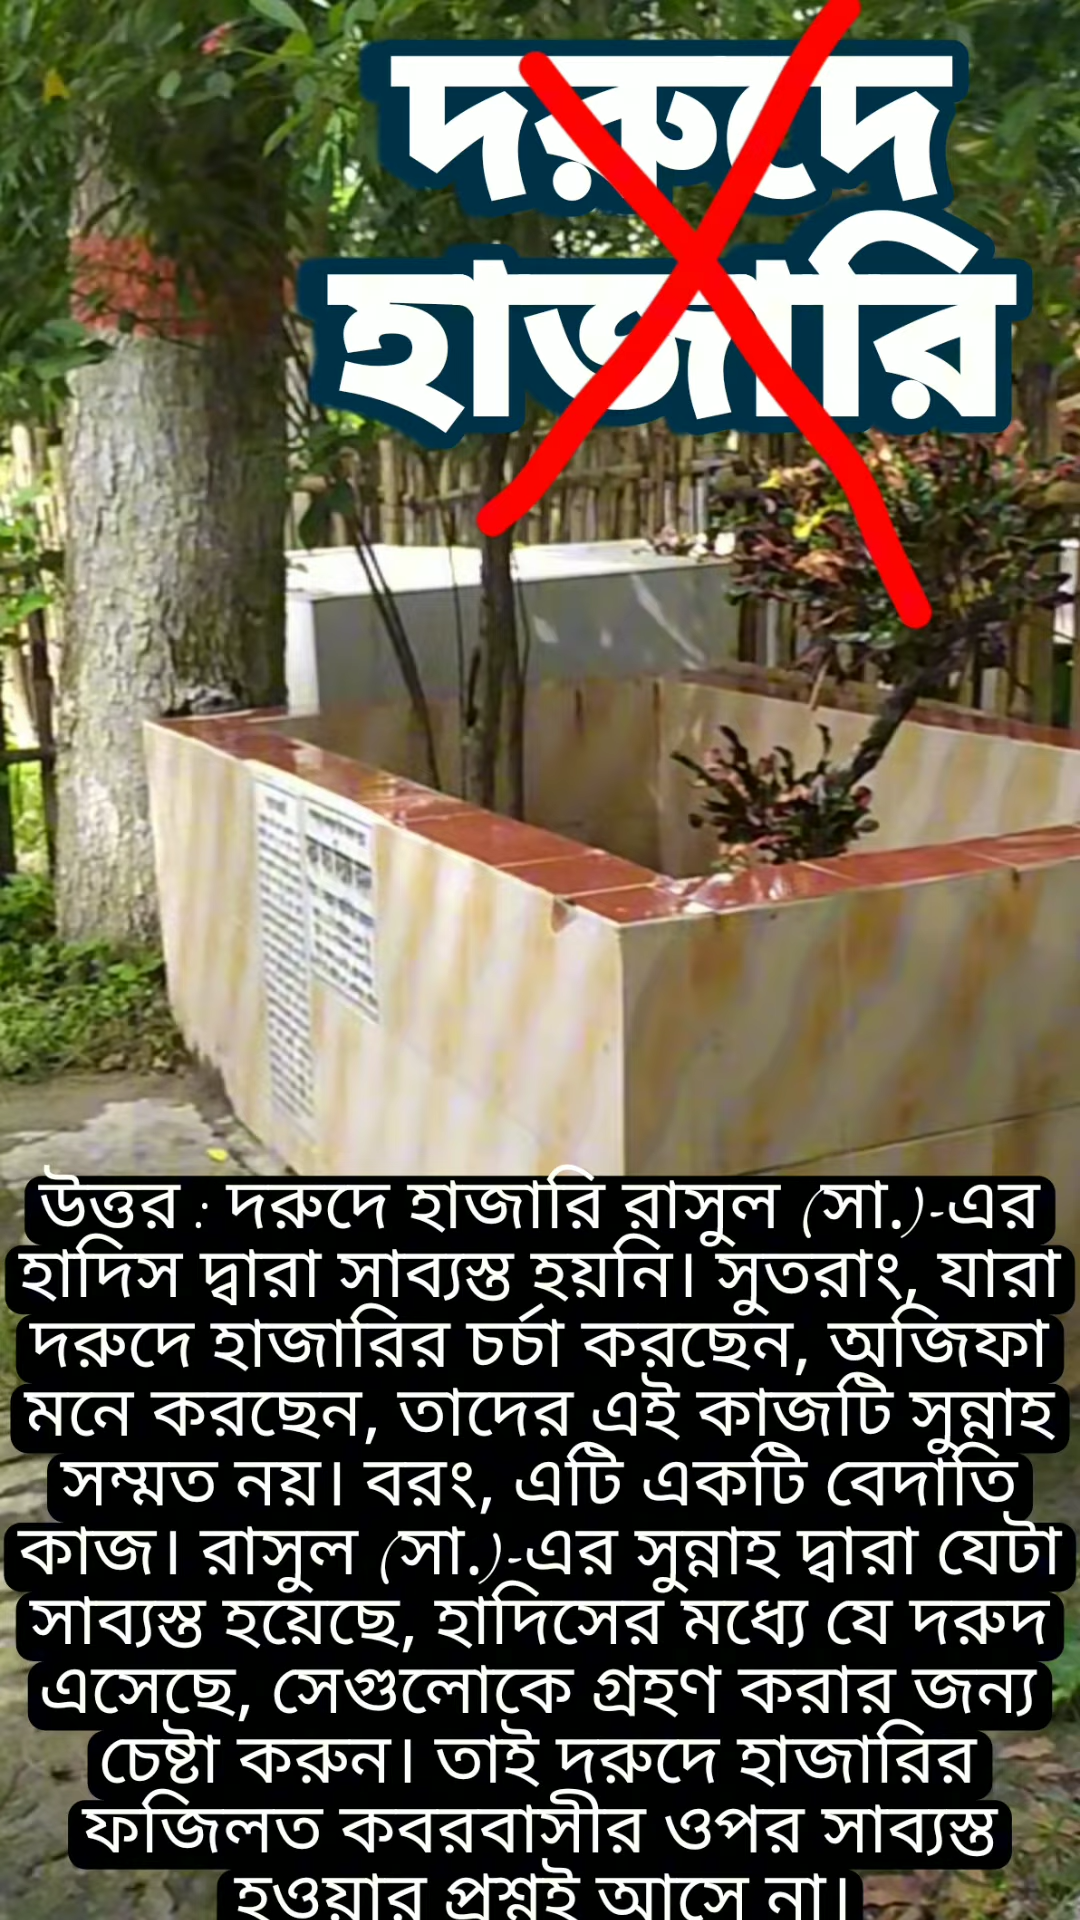 দরুদে
হাজারি
উত্তর : দরুদে হাজারি রাসুল (সা.)-এর
হাদিস দ্বারা সাব্যস্ত হয়নি। সুতরাং, যারা
দরুদে হাজারির চর্চা করছেন, অজিফা
মনে করছেন, তাদের এই কাজটি সুন্নাহ
সম্মত নয়। বরং, এটি একটি বেদাতি
কাজ। রাসুল (সা.)-এর সুন্নাহ দ্বারা যেটা
সাব্যস্ত হয়েছে, হাদিসের মধ্যে যে দরুদ
এসেছে, সেগুলোকে গ্রহণ করার জন্য
চেষ্টা করুন। তাই দরুদে হাজারির
ফজিলত কবরবাসীর ওপর সাব্যস্ত
হওয়ার প্রশ্নই আসে না।